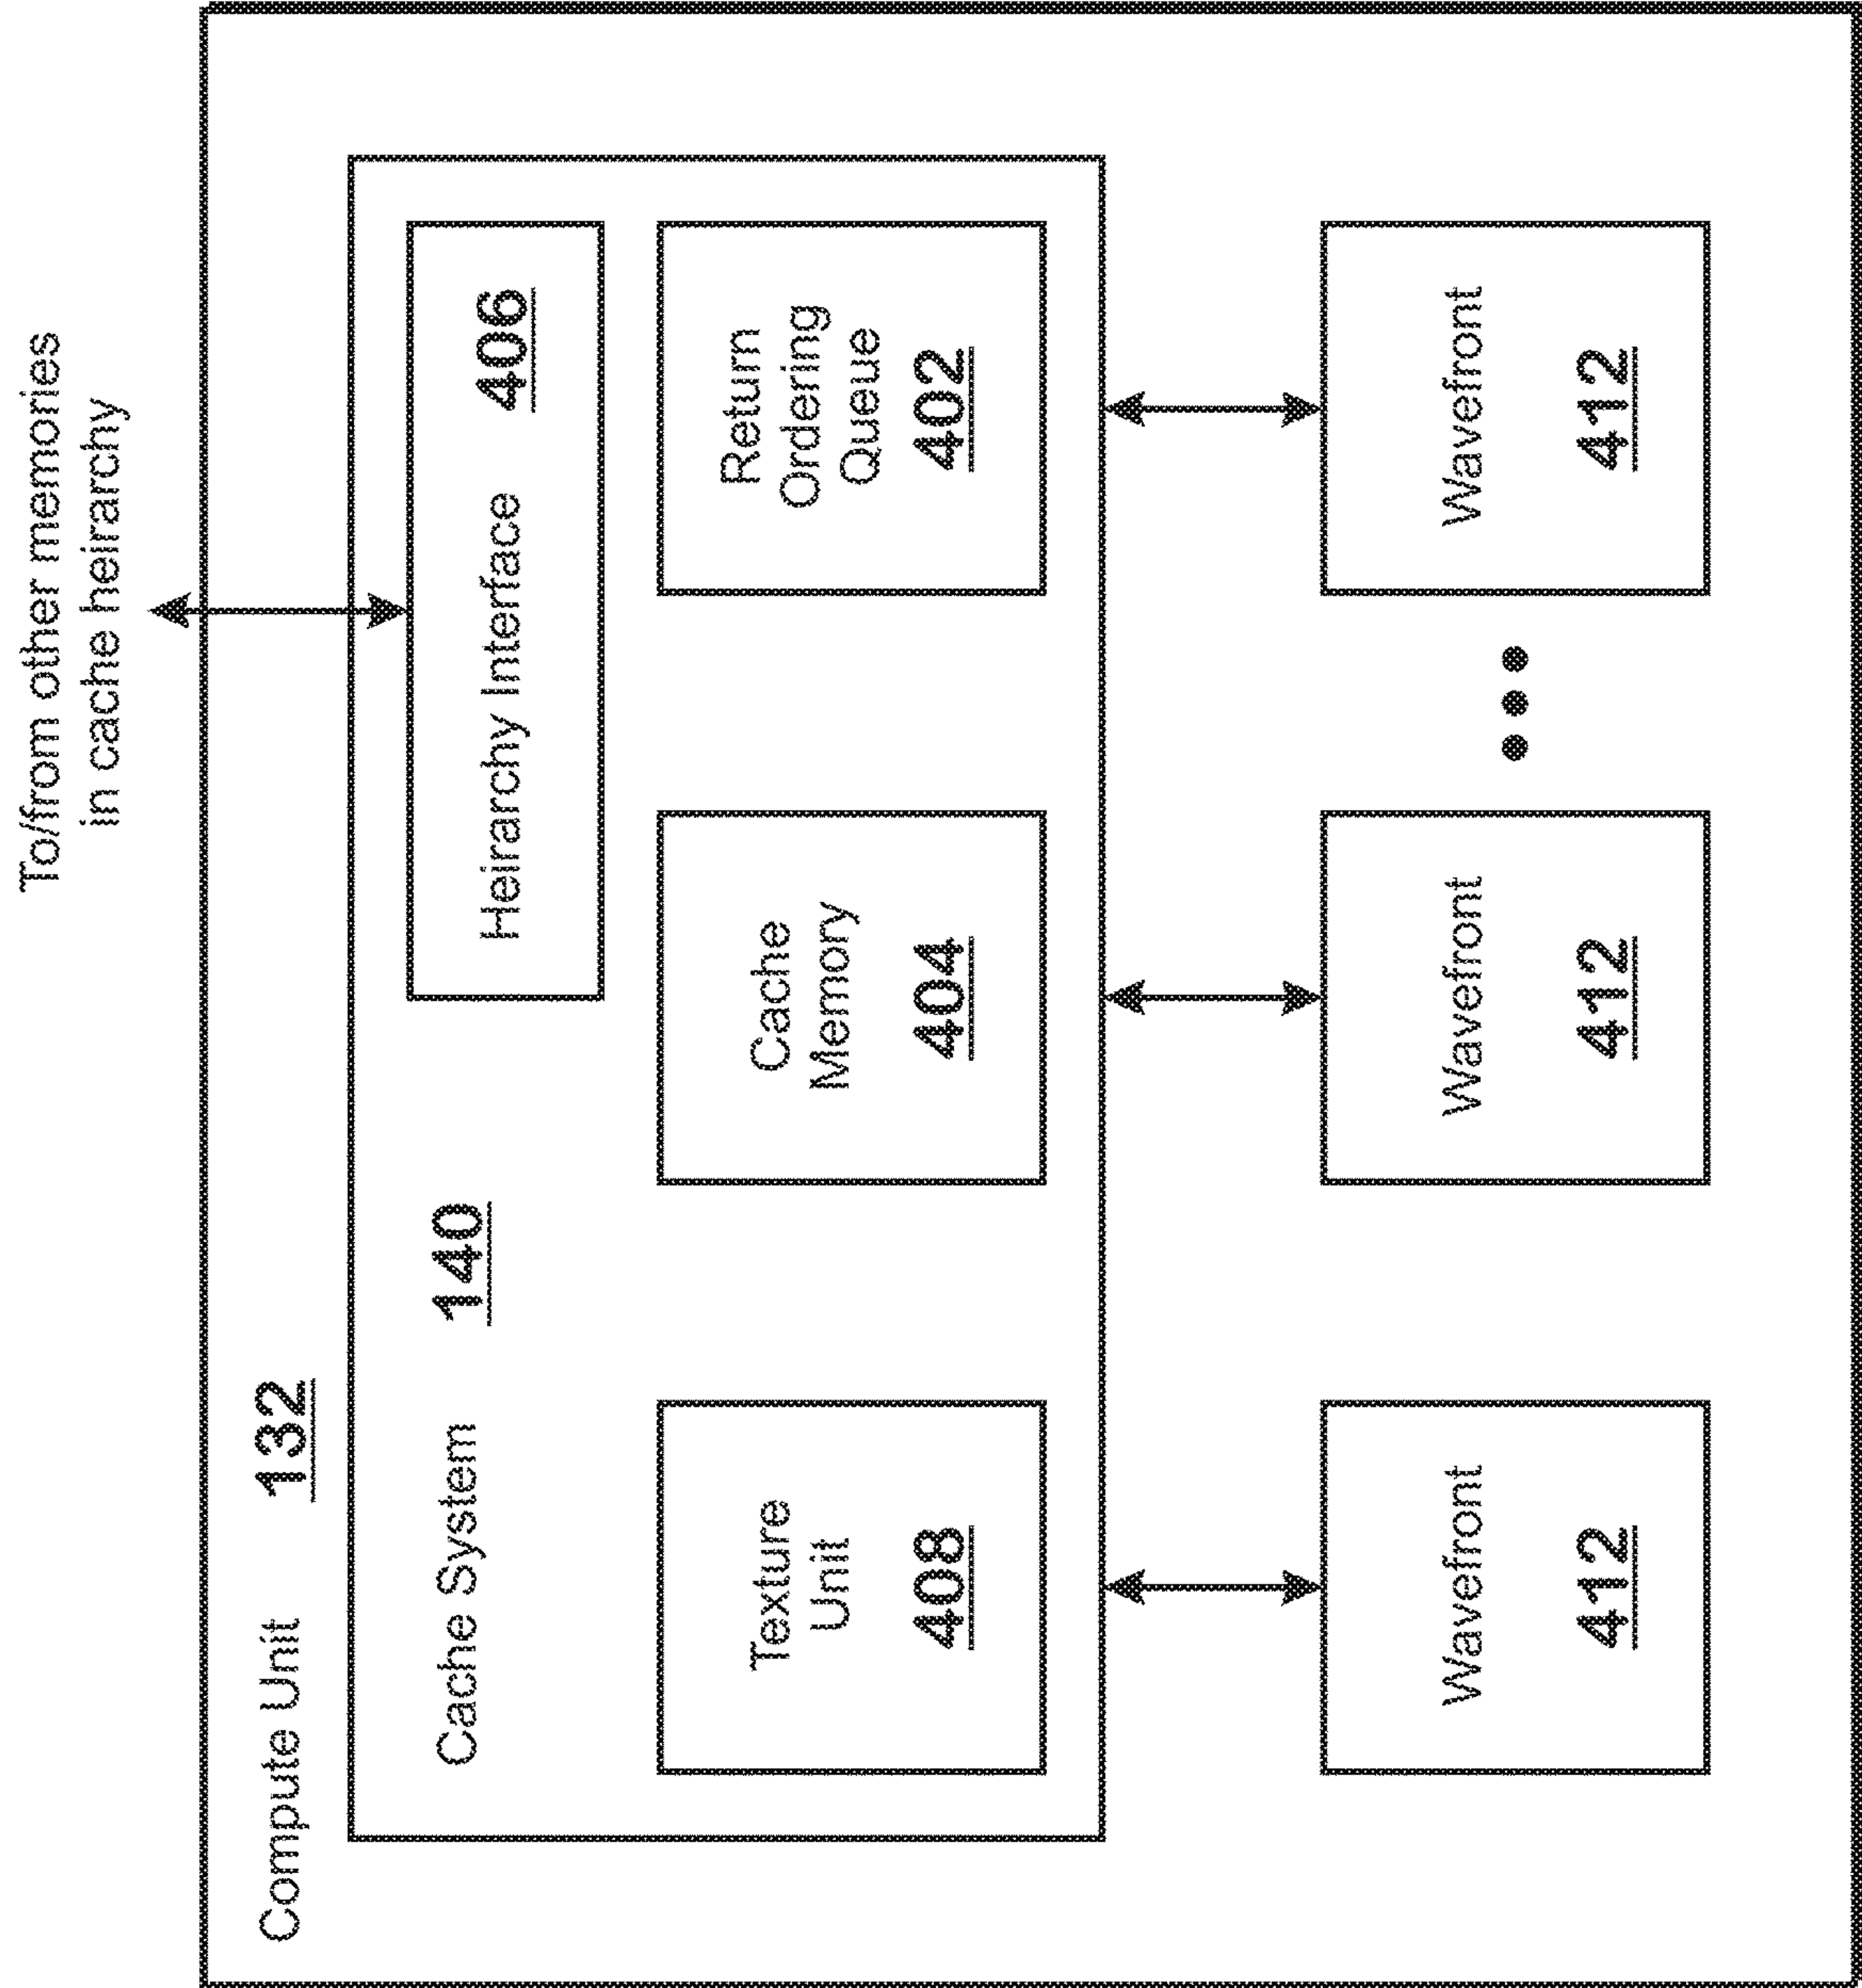 To/from other memories
in cache heirarchy
Compute Unit 132
Cache System 140
Heirarchy Interface 406
Texture
Unit
408
Cache
Memory
404
Return
Ordering
Queue
402
Wavefront
412
Wavefront
412
Wavefront
412